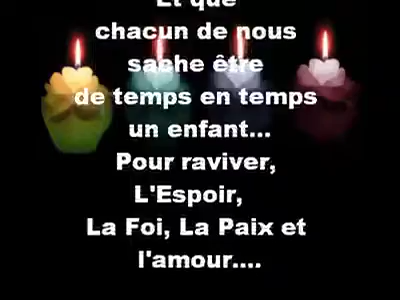 Et que
chacun de nous
sache être
de temps en temps
un enfant...
Pour raviver,
L'Espoir,
La Foi, La Paix et
l'amour....